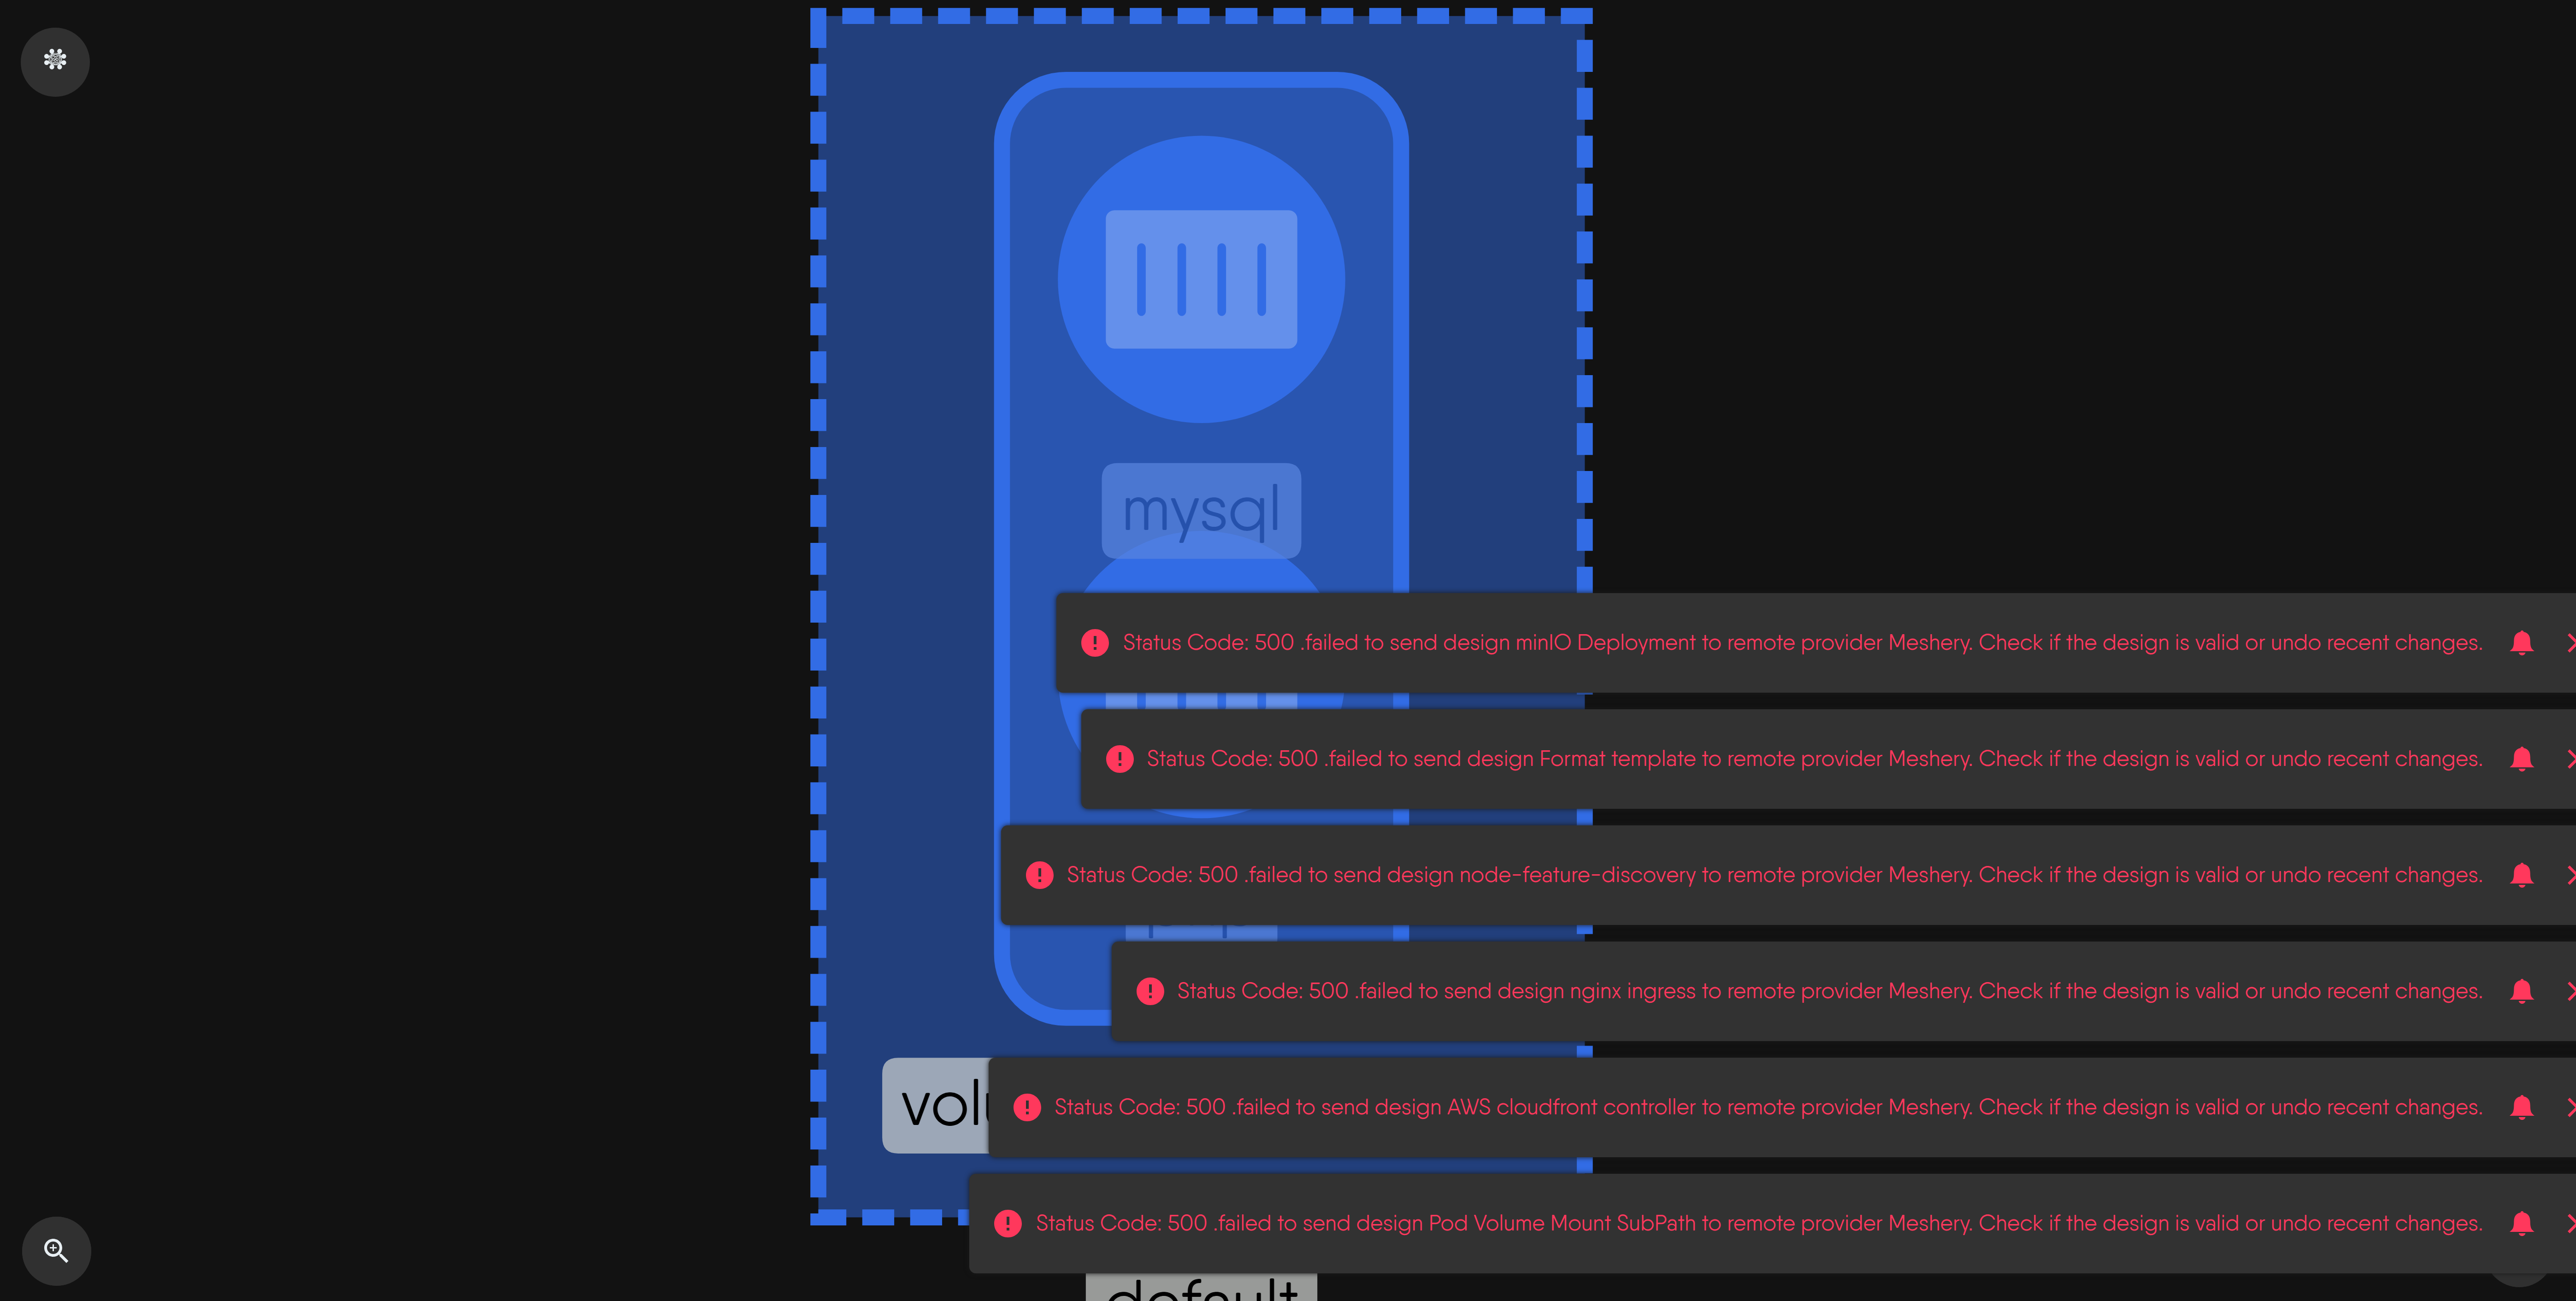 mysql
Status Code: 500 .failed to send design minIO Deployment to remote provider Meshery. Check if the design is valid or undo recent changes.
Status Code: 500 .failed to send design Format template to remote provider Meshery. Check if the design is valid or undo recent changes.
Status Code: 500 .failed to send design node-feature-discovery to remote provider Meshery. Check if the design is valid or undo recent changes.
Status Code: 500 .failed to send design nginx ingress to remote provider Meshery. Check if the design is valid or undo recent changes.
Status Code: 500 .failed to send design AWS cloudfront controller to remote provider Meshery. Check if the design is valid or undo recent changes.
Status Code: 500 .failed to send design Pod Volume Mount SubPath to remote provider Meshery. Check if the design is valid or undo recent changes.
default